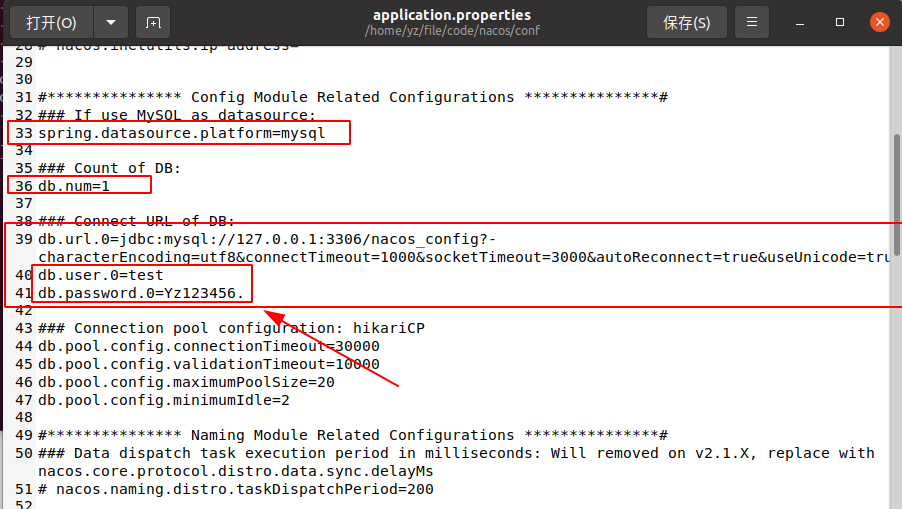 打开(O)
application.properties
/home/yz/file/code/nacos/conf
保存(S)
28 # nacos.inetutils.ip-address=
29
30
31 #*************** Config Module Related Configurations ***************#
32 ### If use MySQL as datasource:
33 spring.datasource.platform=mysql
34
35 ### Count of DB:
36 db.num=1
37
38 ### Connect URL of DB:
39 db.url.0=jdbc:mysql://127.0.0.1:3306/nacos_config?-
characterEncoding=utf8&connectTimeout=1000&socketTimeout=3000&autoReconnect=true&useUnicode=tru
40 db.user.0=test
41 db.password.0=Yz123456.
42
43 ### Connection pool configuration: hikariCP
44 db.pool.config.connectionTimeout=30000
45 db.pool.config.validationTimeout=10000
46 db.pool.config.maximumPoolSize=20
47 db.pool.config.minimumIdle=2
48
49 #*************** Naming Module Related Configurations ***************#
50 ### Data dispatch task execution period in milliseconds: Will removed on v2.1.X, replace with
nacos.core.protocol.distro.data.sync.delayMs
51 # nacos.naming.distro.taskDispatchPeriod=200
52